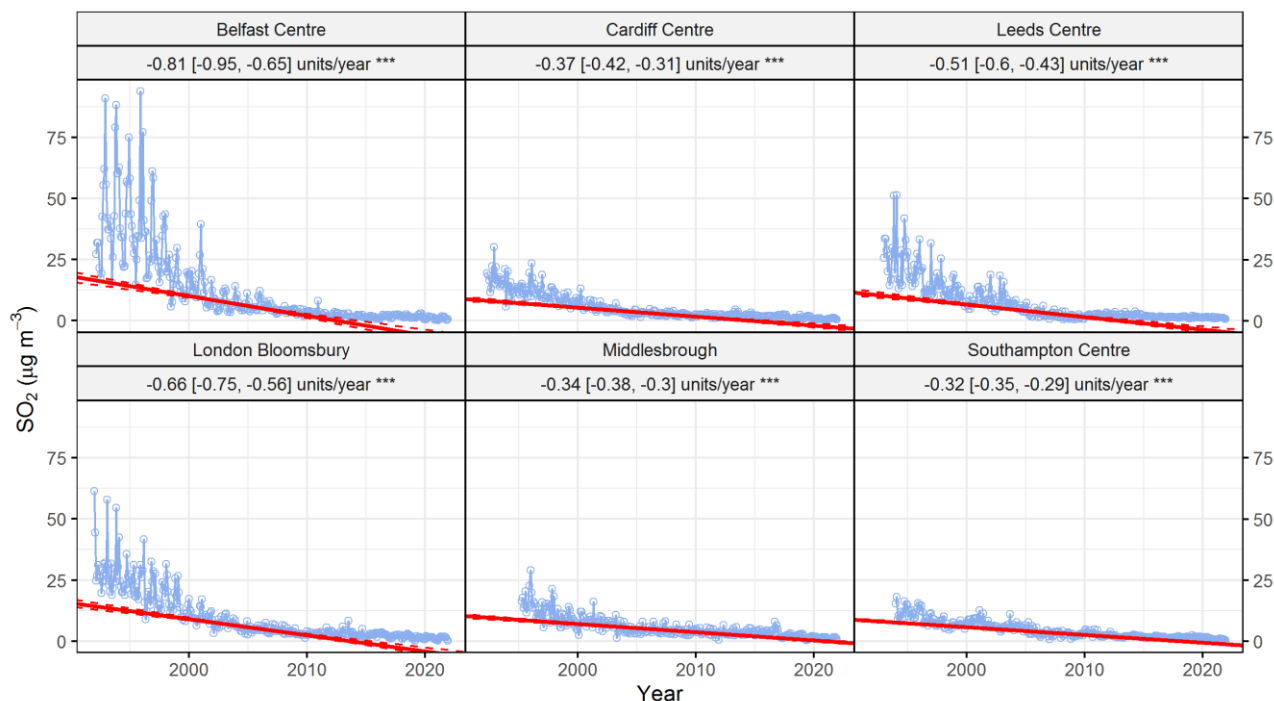 Belfast Centre
Cardiff Centre
Leeds Centre
-0.81 [-0.95, -0.65] units/year ***
-0.37 [-0.42, -0.31] units/year ***
-0.51 [-0.6, -0.43] units/year ***
75
50
25
0
75
50
25
0
London Bloomsbury
Middlesbrough
Southampton Centre
-0.66 [-0.75, -0.56] units/year ***
-0.34 [-0.38, -0.3] units/year ***
-0.32 [-0.35, -0.29] units/year ***
75
50
25
0
75
50
25
0
2000 2010 2020
2000 2010 2020
2000 2010 2020
Year
SO₂ (µg m⁻³)